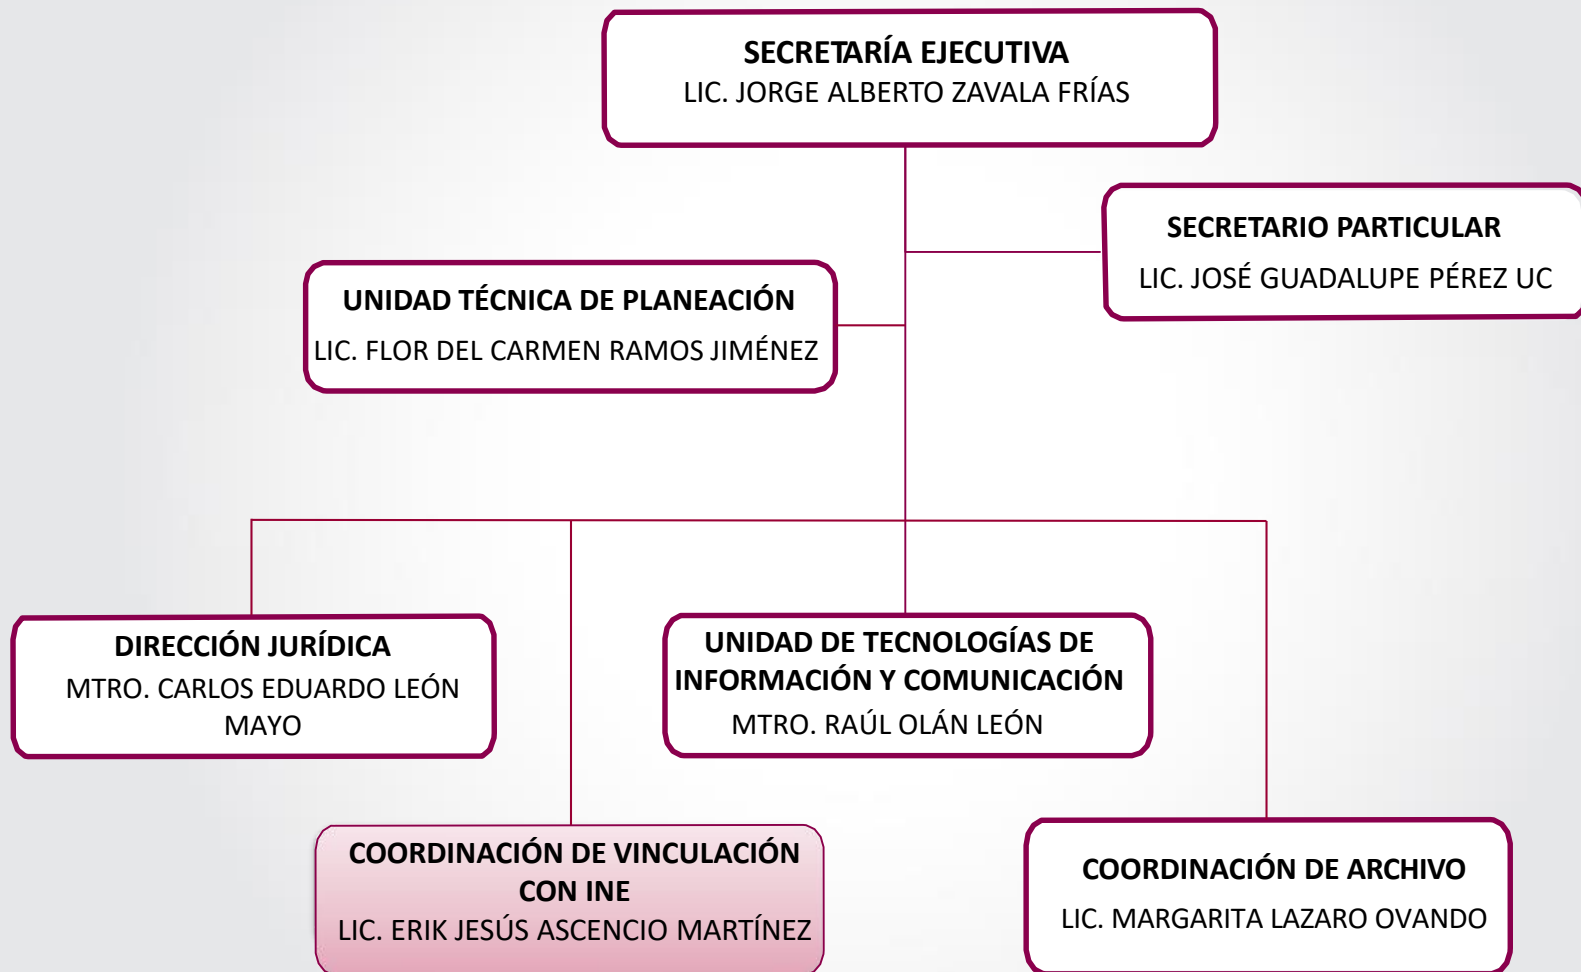 SECRETARÍA EJECUTIVA
LIC. JORGE ALBERTO ZAVALA FRÍAS
SECRETARIO PARTICULAR
LIC. JOSÉ GUADALUPE PÉREZ UC
UNIDAD TÉCNICA DE PLANEACIÓN
LIC. FLOR DEL CARMEN RAMOS JIMÉNEZ
DIRECCIÓN JURÍDICA
MTRO. CARLOS EDUARDO LEÓN
MAYO
UNIDAD DE TECNOLOGÍAS DE
INFORMACIÓN Y COMUNICACIÓN
MTRO. RAÚL OLÁN LEÓN
COORDINACIÓN DE VINCULACIÓN
CON INE
LIC. ERIK JESÚS ASCENCIO MARTÍNEZ
COORDINACIÓN DE ARCHIVO
LIC. MARGARITA LAZARO OVANDO